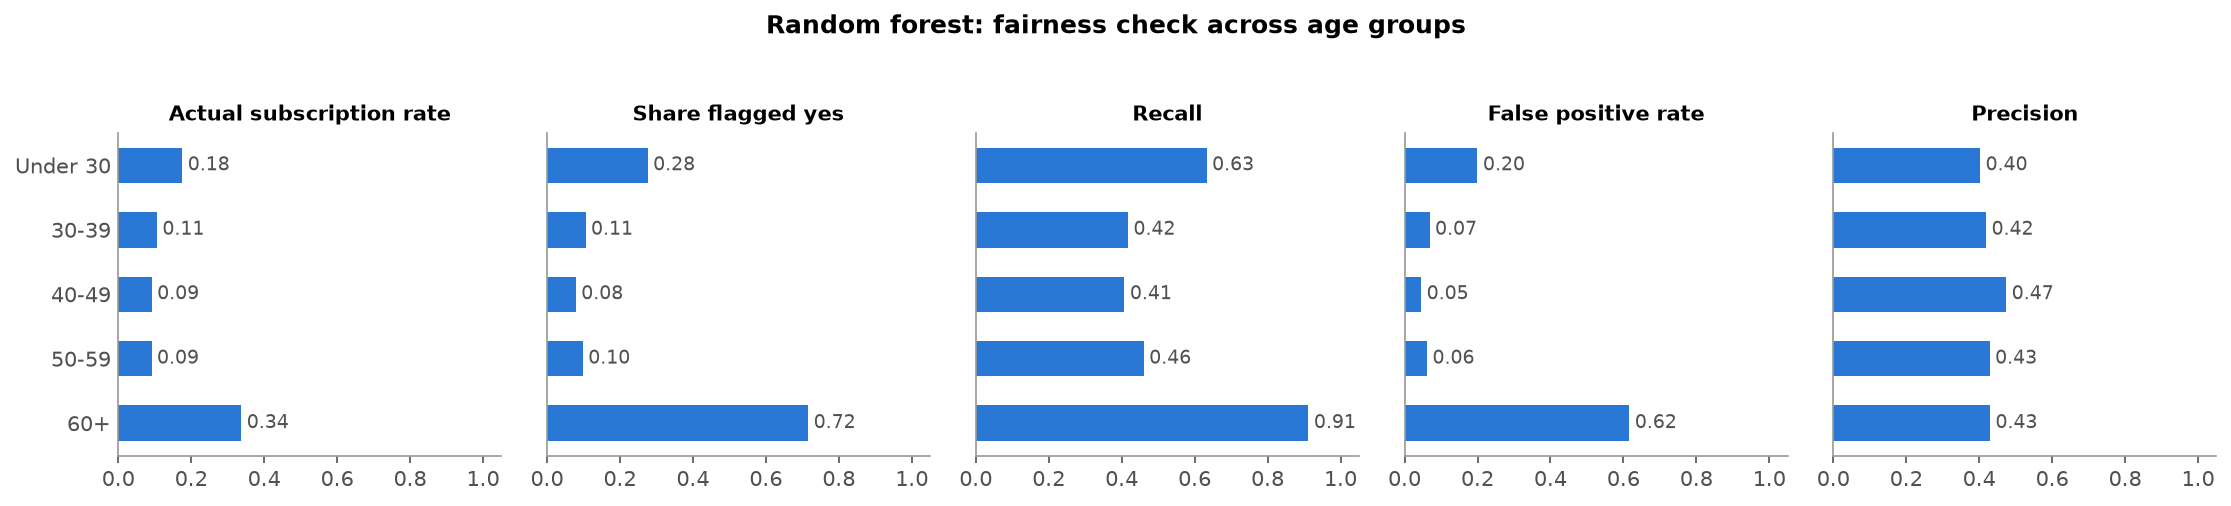 Random forest: fairness check across age groups
Actual subscription rate
Share flagged yes
Recall
False positive rate
Precision
Under 30 0.18 0.28 0.63 0.20 0.40
30-39 0.11 0.11 0.42 0.07 0.42
40-49 0.09 0.08 0.41 0.05 0.47
50-59 0.09 0.10 0.46 0.06 0.43
60+ 0.34 0.72 0.91 0.62 0.43
0.0 0.2 0.4 0.6 0.8 1.0
0.0 0.2 0.4 0.6 0.8 1.0
0.0 0.2 0.4 0.6 0.8 1.0
0.0 0.2 0.4 0.6 0.8 1.0
0.0 0.2 0.4 0.6 0.8 1.0